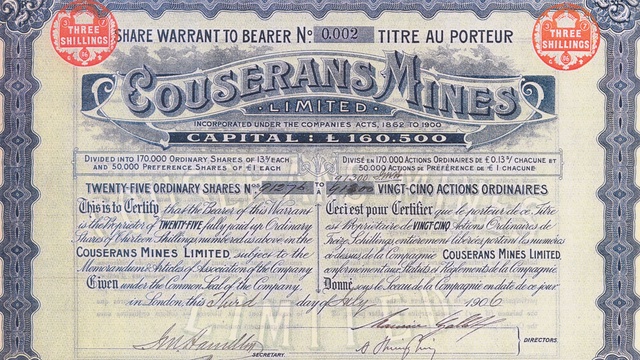 THREE SHILLINGS
THREE SHILLINGS
SHARE WARRANT TO BEARER No 0.002 TITRE AU PORTEUR
COUSERANS MINES
LIMITED
INCORPORATED UNDER THE COMPANIES ACTS, 1862 TO 1900
CAPITAL: £ 160.500
DIVIDED INTO 170.000 ORDINARY SHARES OF 13/- EACH
AND 50,000 PREFERENCE SHARES OF £1 EACH
DIVISÉ EN 170.000 ACTIONS ORDINAIRES DE £0.13/- CHACUNE ET
50,000 ACTIONS DE PRÉFÉRENCE DE £ 1 CHACUNE
TWENTY-FIVE ORDINARY SHARES Nos 91276 TO 91300 VINGT-CINQ ACTIONS ORDINAIRES
This is to Certify that the Bearer of this Warrant
is the Proprietor of TWENTY-FIVE fully paid up Ordinary
Shares of Thirteen Shillings numbered as above in the
COUSERANS MINES LIMITED subject to the
Memorandum & Articles of Association of the Company
Given under the Common Seal of the Company,
in London, this Third day of July 1906
Ceci est pour Certifier que le porteur de ce Titre
est Propriétaire de VINGT-CINQ Actions Ordinaires de
Treize Schillings entièrement libérées portant les numéros
ci-dessus de la Compagnie COUSERANS MINES LIMITED
conformément aux Statuts et Règlements de la Compagnie.
Donné sous le Sceau de la Compagnie en date de ce jour
SECRETARY.
DIRECTORS.